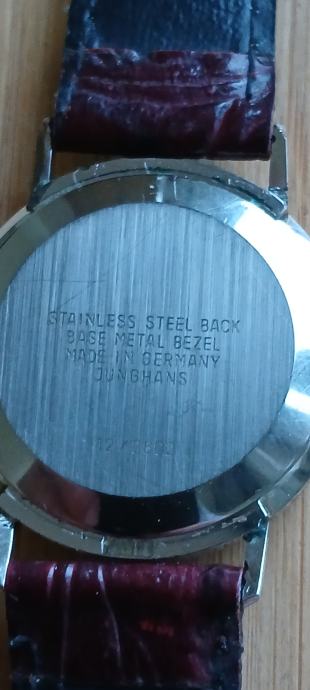 STAINLESS STEEL BACK
BASE METAL BEZEL
MADE IN GERMANY
JUNGHANS